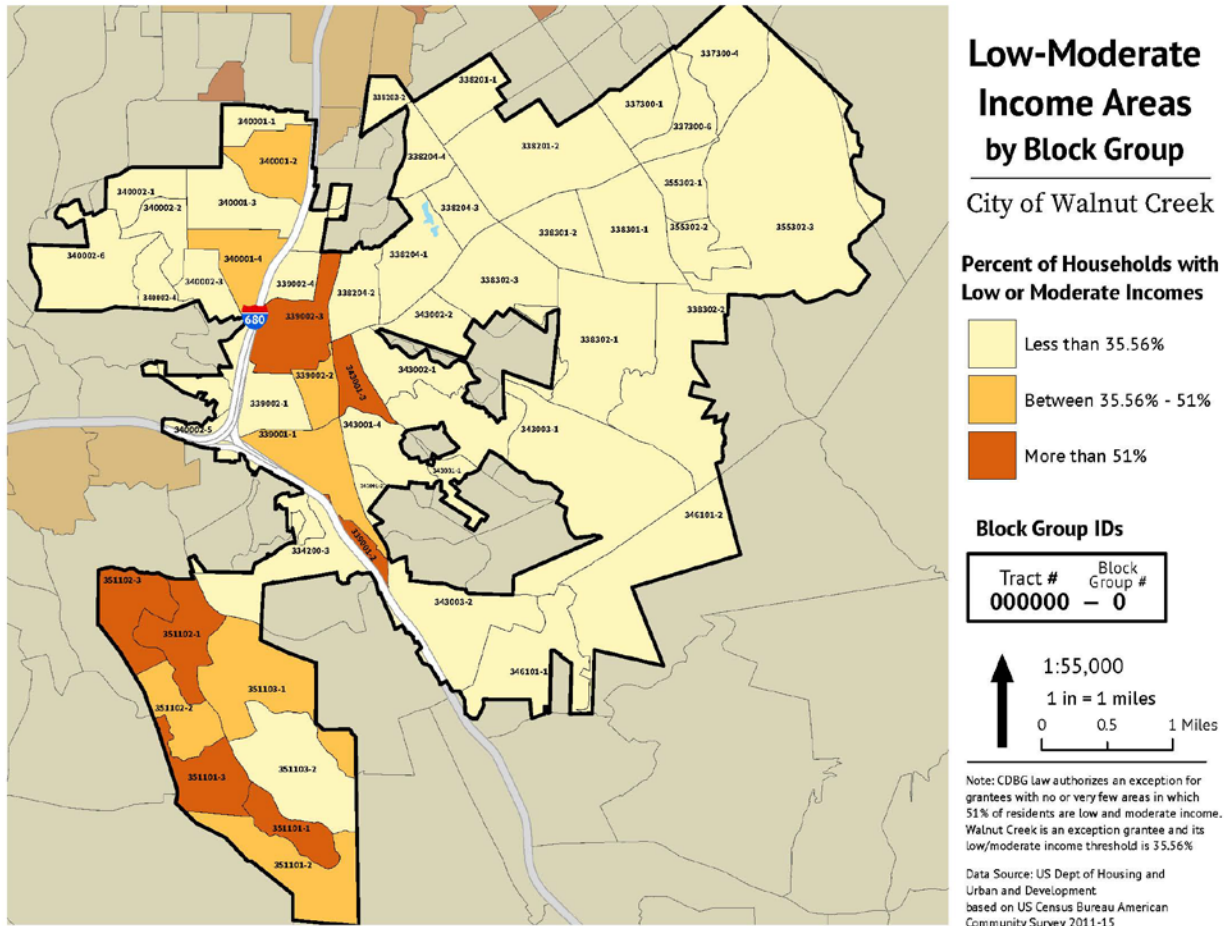 Low-Moderate
Income Areas
by Block Group
City of Walnut Creek
Percent of Households with
Low or Moderate Incomes
Less than 35.56%
Between 35.56% - 51%
More than 51%
Block Group IDs
Tract # Block Group #
000000 – 0
1:55,000
1 in = 1 miles
0 0.5 1 Miles
Note: CDBG law authorizes an exception for
grantees with no or very few areas in which
51% of residents are low and moderate income.
Walnut Creek is an exception grantee and its
low/moderate income threshold is 35.56%
Data Source: US Dept of Housing and
Urban and Development
based on US Census Bureau American
Community Survey 2011-15
337300-4
338201-1
338203-2
337300-1
340001-1
337300-6
338201-2
338204-4
340001-2
355302-1
340002-1
340001-3
340002-2
338204-3
355302-2
355302-3
338301-2
338301-1
340002-6
340001-4
338204-1
340002-3
339002-4
338302-3
338204-2
340002-4
338302-2
680
339002-3
343002-2
338302-1
343002-1
339002-2
343001-3
339002-1
343001-4
343003-1
340002-5
339001-1
346101-2
339001-2
334200-3
351102-3
343003-2
351102-1
346101-1
351103-1
351102-2
351103-2
351101-3
351101-1
351101-2